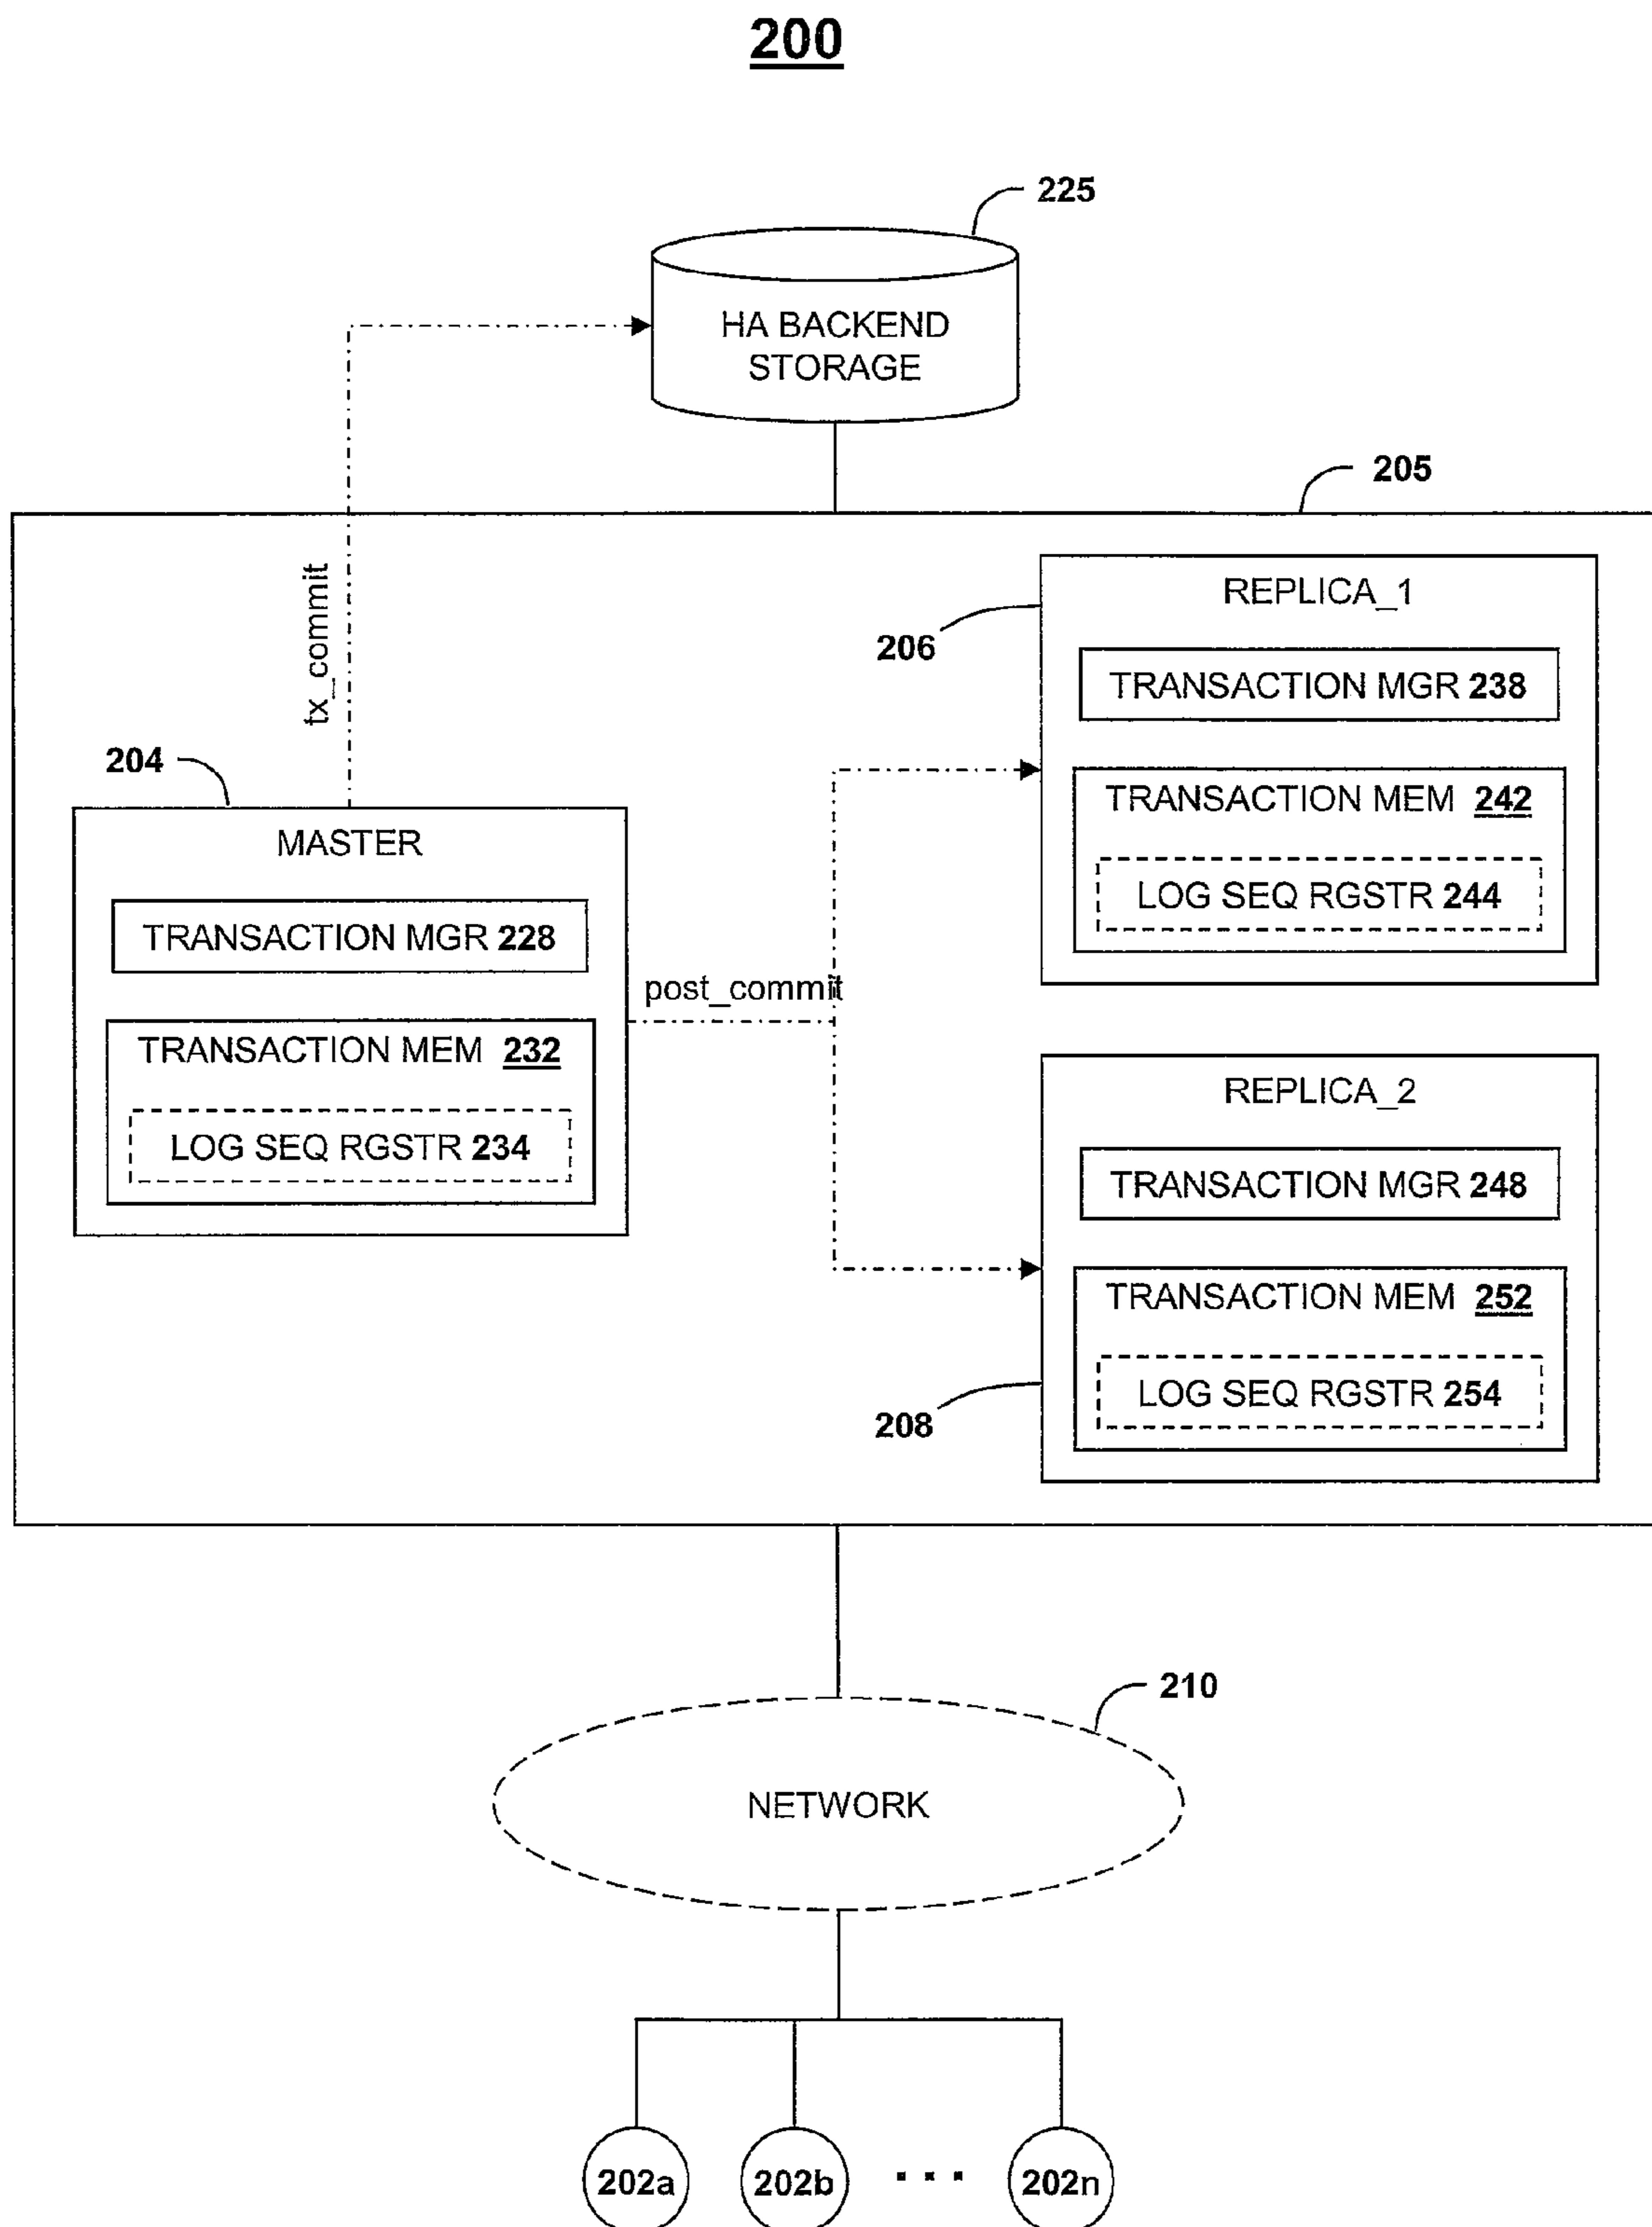 200
225
HA BACKEND
STORAGE
205
tx_commit
REPLICA_1
206
TRANSACTION MGR 238
204
TRANSACTION MEM 242
MASTER
LOG SEQ RGSTR 244
TRANSACTION MGR 228
post_commit
TRANSACTION MEM 232
REPLICA_2
LOG SEQ RGSTR 234
TRANSACTION MGR 248
TRANSACTION MEM 252
LOG SEQ RGSTR 254
208
210
NETWORK
202a 202b ... 202n